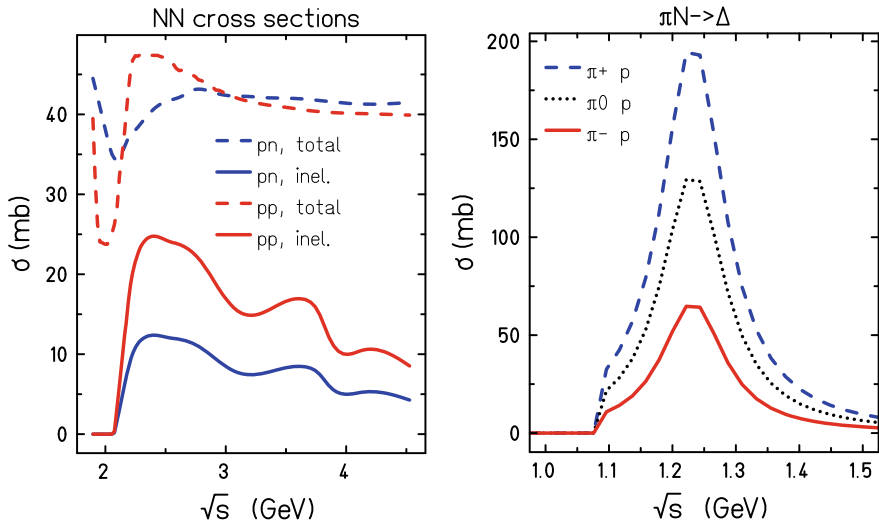 NN cross sections
σ (mb)
40
30
20
10
0
pn, total
pn, inel.
pp, total
pp, inel.
2
3
4
√s (GeV)
πN->Δ
σ (mb)
200
150
100
50
0
π+ p
π0 p
π- p
1.0
1.1
1.2
1.3
1.4
1.5
√s (GeV)